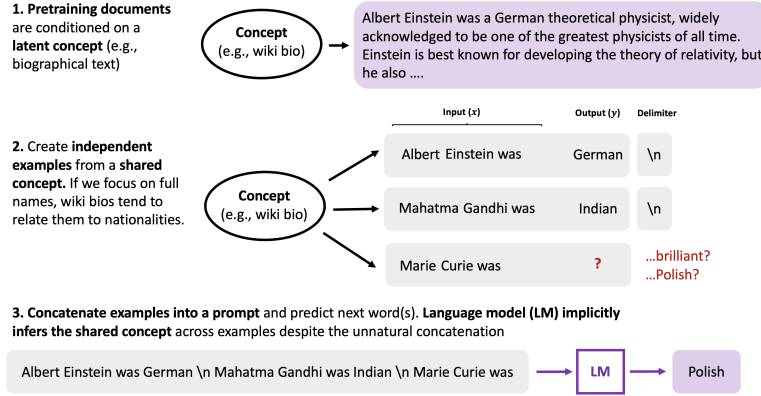 1. Pretraining documents
are conditioned on a
latent concept (e.g.,
biographical text)
Concept
(e.g., wiki bio)
Albert Einstein was a German theoretical physicist, widely
acknowledged to be one of the greatest physicists of all time.
Einstein is best known for developing the theory of relativity, but
he also ....
Input (x)
Output (y)
Delimiter
2. Create independent
examples from a shared
concept. If we focus on full
names, wiki bios tend to
relate them to nationalities.
Concept
(e.g., wiki bio)
Albert Einstein was German \n
Mahatma Gandhi was Indian \n
Marie Curie was ?
...brilliant?
...Polish?
3. Concatenate examples into a prompt and predict next word(s). Language model (LM) implicitly
infers the shared concept across examples despite the unnatural concatenation
Albert Einstein was German \n Mahatma Gandhi was Indian \n Marie Curie was
LM
Polish